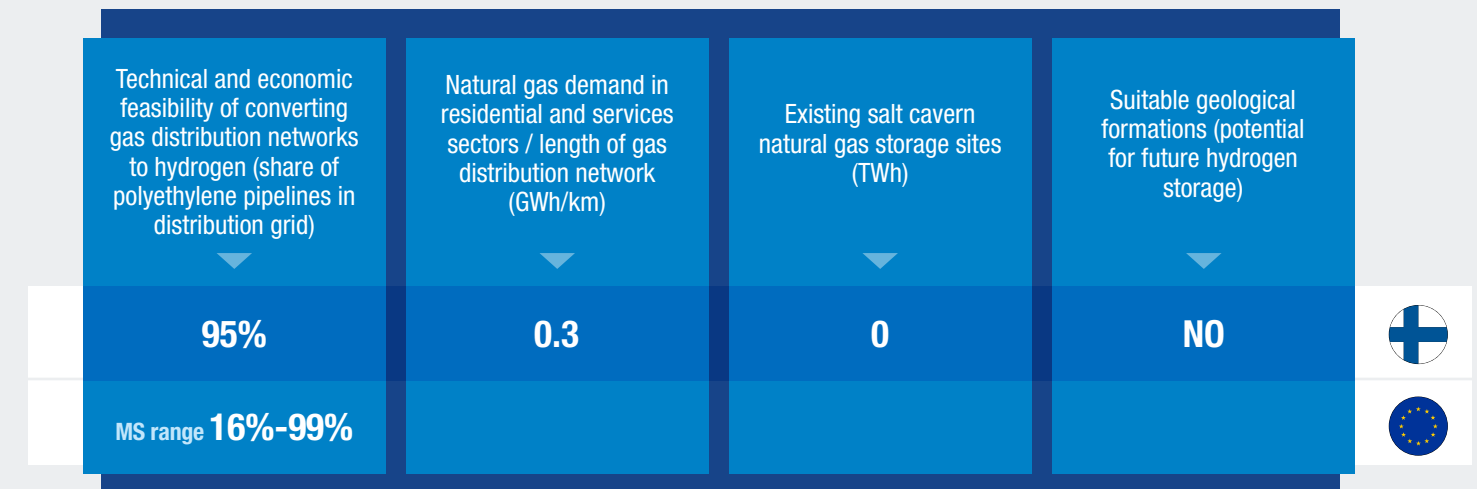 Technical and economic
feasibility of converting
gas distribution networks
to hydrogen (share of
polyethylene pipelines in
distribution grid)
Natural gas demand in
residential and services
sectors / length of gas
distribution network
(GWh/km)
Existing salt cavern
natural gas storage sites
(TWh)
Suitable geological
formations (potential
for future hydrogen
storage)
95%
0.3
0
NO
MS range 16%-99%